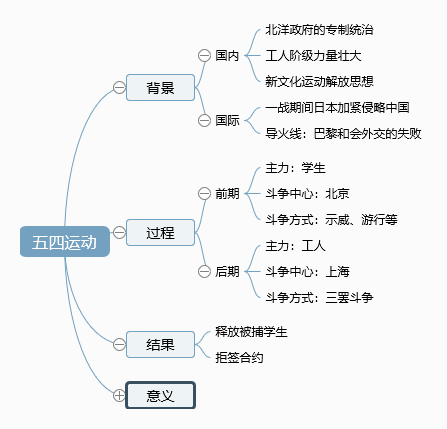 五四运动
背景
国内
北洋政府的专制统治
工人阶级力量壮大
新文化运动解放思想
国际
一战期间日本加紧侵略中国
导火线：巴黎和会外交的失败
过程
前期
主力：学生
斗争中心：北京
斗争方式：示威、游行等
后期
主力：工人
斗争中心：上海
斗争方式：三罢斗争
结果
释放被捕学生
拒签合约
意义